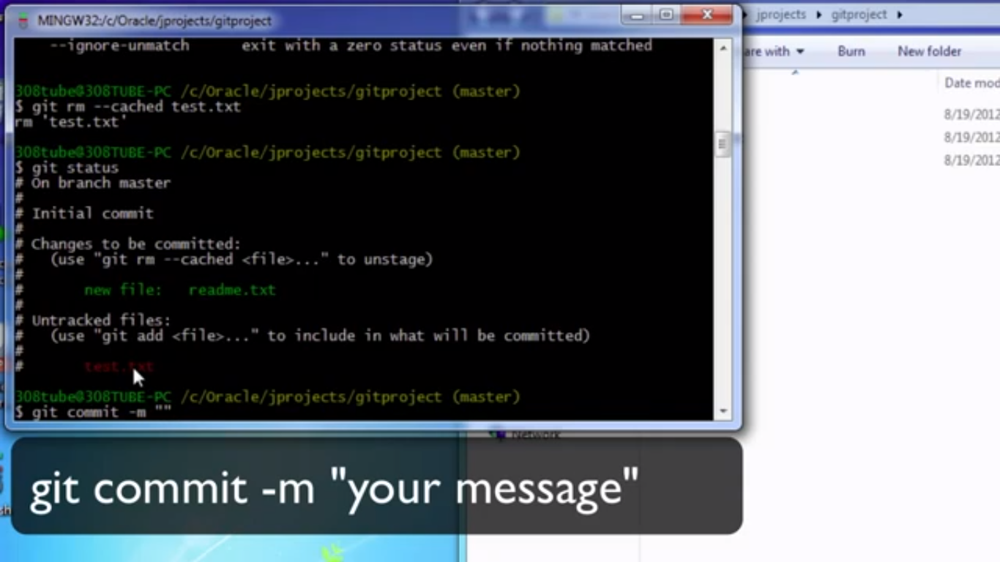 MINGW32:/c/Oracle/jprojects/gitproject
jprojects gitproject
are with Burn New folder
Date mod
8/19/2012
8/19/2012
8/19/2012
--ignore-unmatch exit with a zero status even if nothing matched
308tube@308TUBE-PC /c/Oracle/jprojects/gitproject (master)
$ git rm --cached test.txt
rm 'test.txt'
308tube@308TUBE-PC /c/Oracle/jprojects/gitproject (master)
$ git status
# On branch master
#
# Initial commit
#
# Changes to be committed:
# (use "git rm --cached <file>..." to unstage)
#
# new file: readme.txt
#
# Untracked files:
# (use "git add <file>..." to include in what will be committed)
#
# test.txt
308tube@308TUBE-PC /c/Oracle/jprojects/gitproject (master)
$ git commit -m ""
Network
git commit -m "your message"